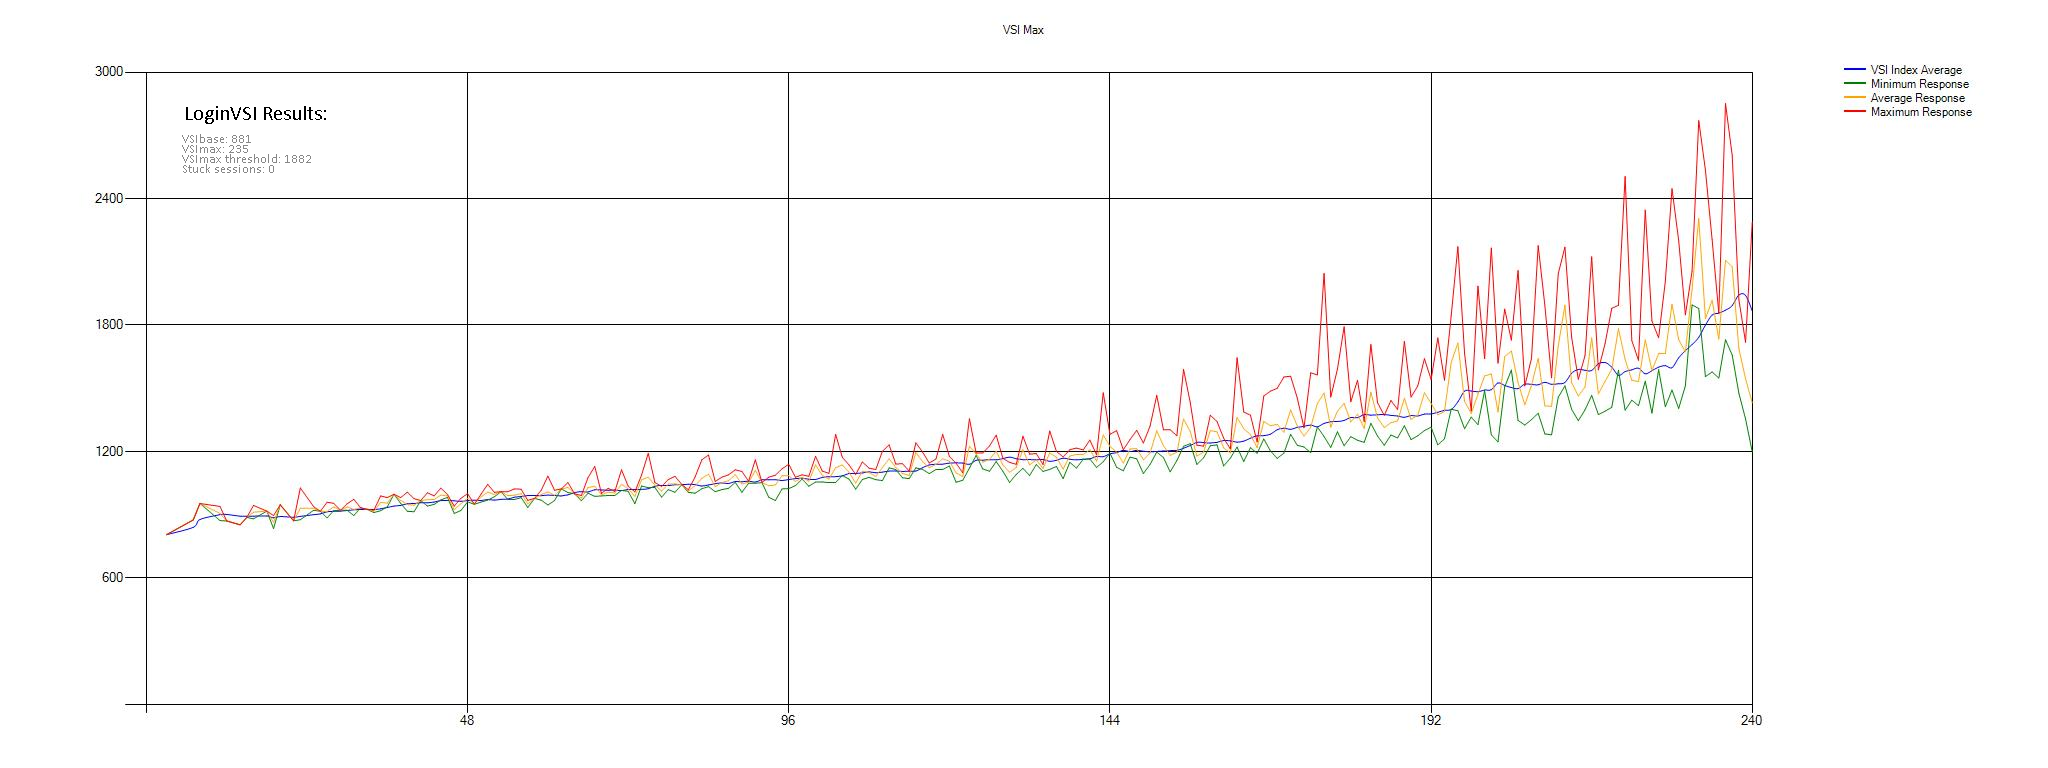 VSI Max
3000
2400
1800
1200
600
LoginVSI Results:
VSIbase: 881
VSImax: 235
VSImax threshold: 1882
Stuck sessions: 0
VSI Index Average
Minimum Response
Average Response
Maximum Response
48
96
144
192
240